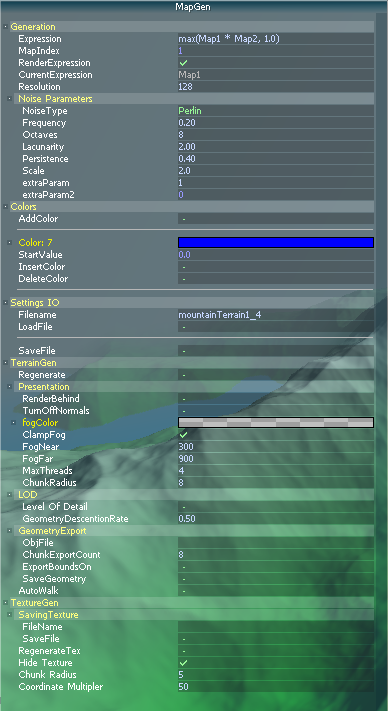 MapGen
Generation
Expression max(Map1 * Map2, 1.0)
MapIndex 1
RenderExpression
CurrentExpression Map1
Resolution 128
Noise Parameters
NoiseType Perlin
Frequency 0.20
Octaves 8
Lacunarity 2.00
Persistence 0.40
Scale 2.0
extraParam 1
extraParam2 0
Colors
AddColor -
Color: 7
StartValue 0.0
InsertColor -
DeleteColor -
Settings IO
Filename mountainTerrain1_4
LoadFile -
SaveFile -
TerrainGen
Regenerate -
Presentation
RenderBehind -
TurnOffNormals -
fogColor
ClampFog
FogNear 300
FogFar 900
MaxThreads 4
ChunkRadius 8
LOD
Level Of Detail -
GeometryDescentionRate 0.50
GeometryExport
ObjFile
ChunkExportCount 8
ExportBoundsOn -
SaveGeometry -
AutoWalk -
TextureGen
SavingTexture
FileName
SaveFile -
RegenerateTex -
Hide Texture
Chunk Radius 5
Coordinate Multipler 50